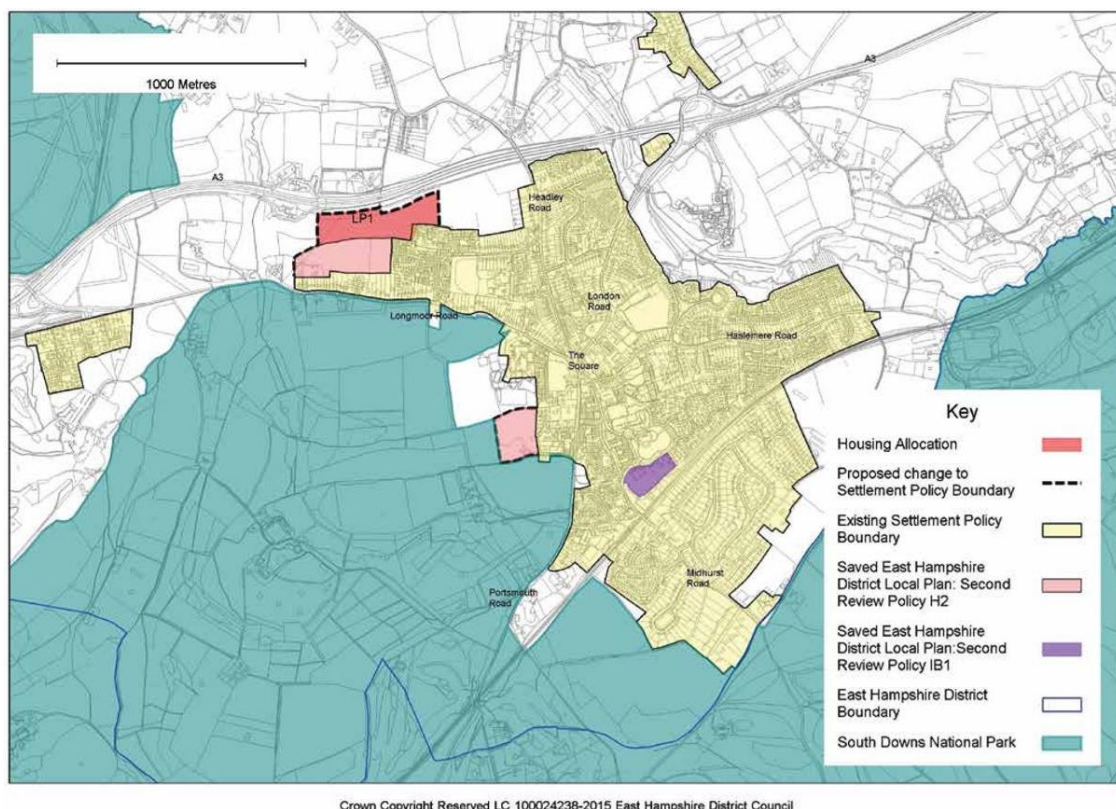 1000 Metres
A3
A3
LP1
Headley
Road
London
Road
Longmoor Road
Haslemere Road
The
Square
Midhurst
Road
Portsmouth
Road
Key
Housing Allocation
Proposed change to
Settlement Policy Boundary
Existing Settlement Policy
Boundary
Saved East Hampshire
District Local Plan: Second
Review Policy H2
Saved East Hampshire
District Local Plan:Second
Review Policy IB1
East Hampshire District
Boundary
South Downs National Park
Crown Copyright Reserved LC 100024238-2015 East Hampshire District Council